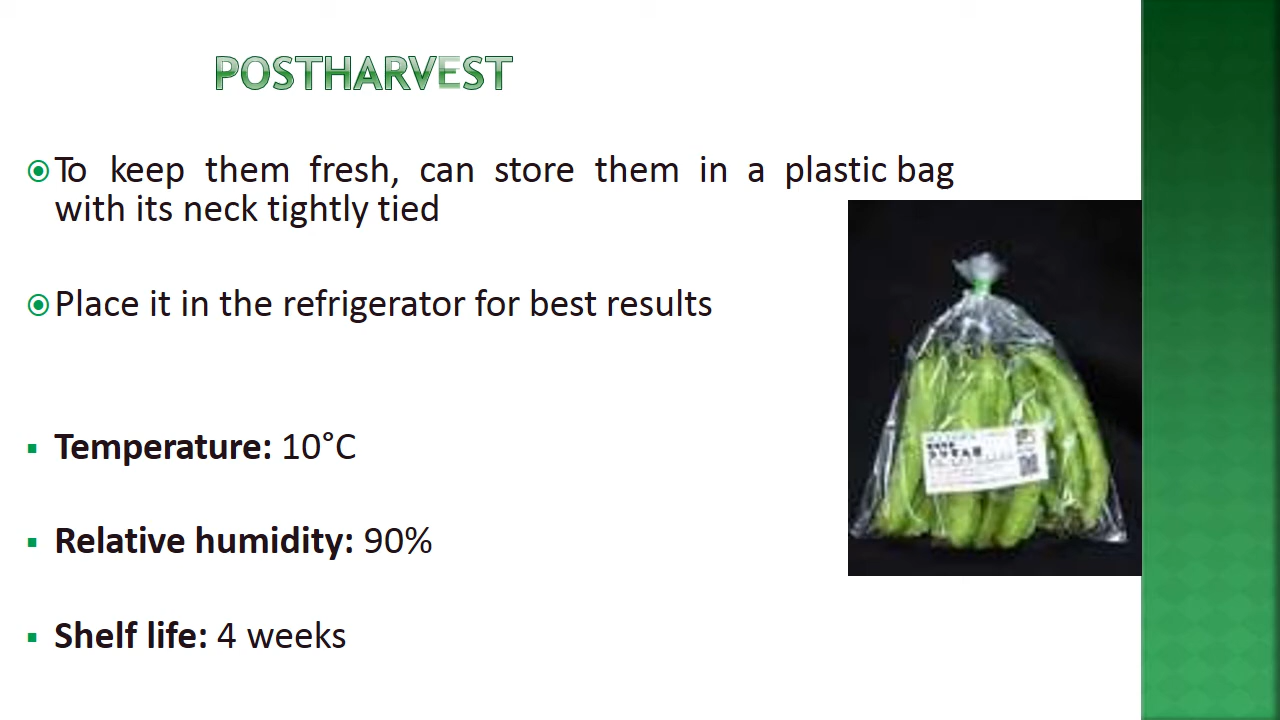 POSTHARVEST
To keep them fresh, can store them in a plastic bag
with its neck tightly tied
Place it in the refrigerator for best results
Temperature: 10°C
Relative humidity: 90%
Shelf life: 4 weeks